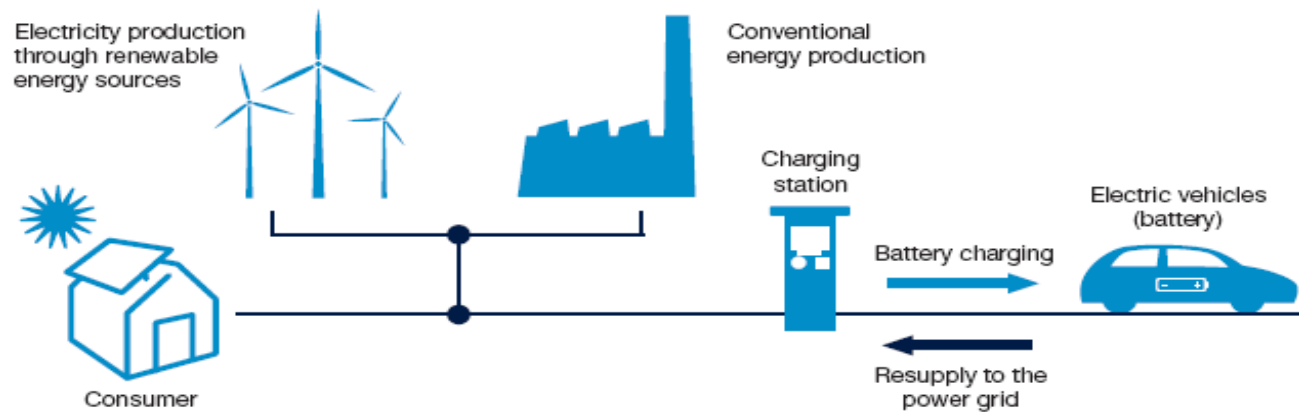 Electricity production
through renewable
energy sources
Conventional
energy production
Charging
station
Electric vehicles
(battery)
Battery charging
Resupply to the
power grid
Consumer